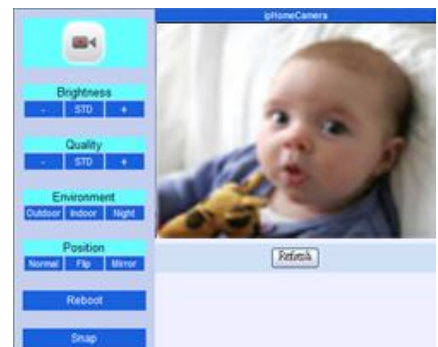 ipHomeCamera
Brightness
- STD +
Quality
- STD +
Environment
Outdoor Indoor Night
Position
Normal Flip Mirror
Refresh
Reboot
Snap